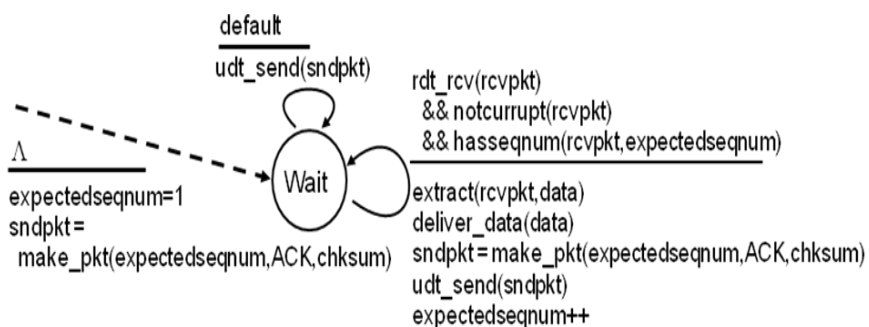 default
udt_send(sndpkt)
rdt_rcv(rcvpkt)
&& notcurrupt(rcvpkt)
&& hasseqnum(rcvpkt,expectedseqnum)
Λ
expectedseqnum=1
sndpkt=
make_pkt(expectedseqnum,ACK,chksum)
Wait
extract(rcvpkt,data)
deliver_data(data)
sndpkt=make_pkt(expectedseqnum,ACK,chksum)
udt_send(sndpkt)
expectedseqnum++